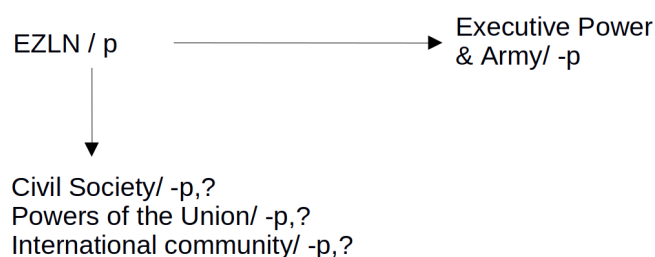 EZLN / p
Executive Power
& Army/ -p
Civil Society/ -p,?
Powers of the Union/ -p,?
International community/ -p,?